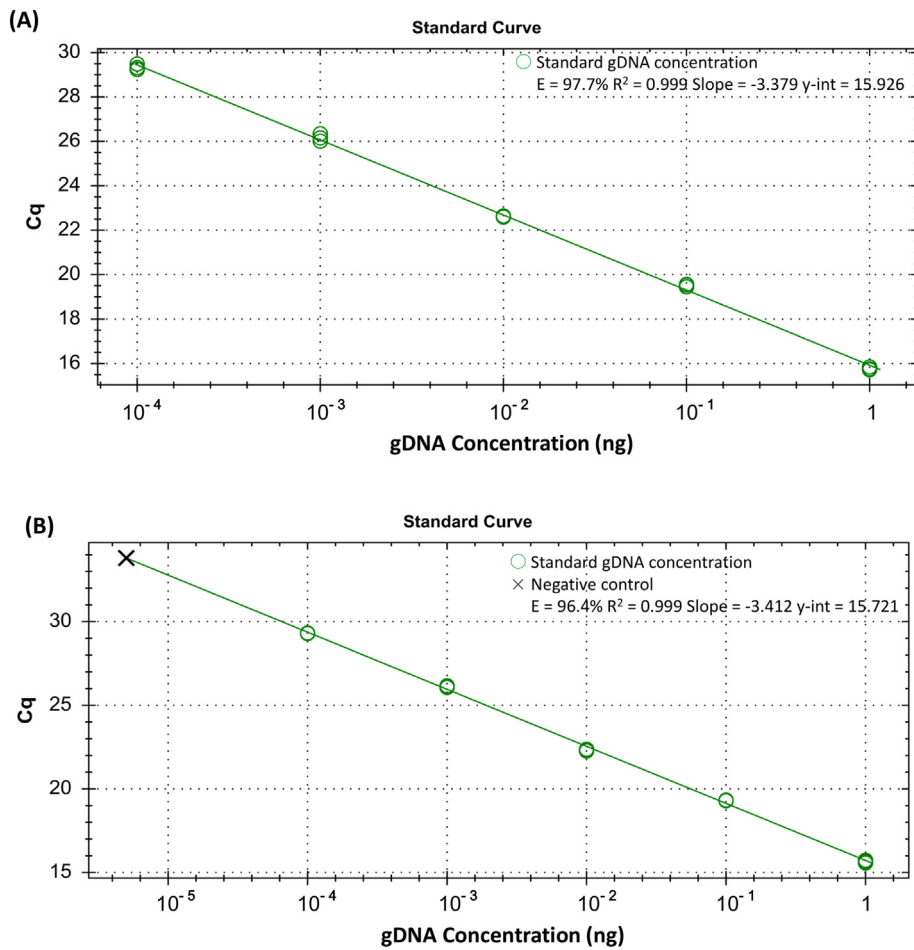 (A)
Standard Curve
Standard gDNA concentration
E = 97.7% R² = 0.999 Slope = -3.379 y-int = 15.926
30
28
26
24
22
20
18
16
Cq
10⁻⁴ 10⁻³ 10⁻² 10⁻¹ 1
gDNA Concentration (ng)
(B)
Standard Curve
Standard gDNA concentration
Negative control
E = 96.4% R² = 0.999 Slope = -3.412 y-int = 15.721
30
25
20
15
Cq
10⁻⁵ 10⁻⁴ 10⁻³ 10⁻² 10⁻¹ 1
gDNA Concentration (ng)